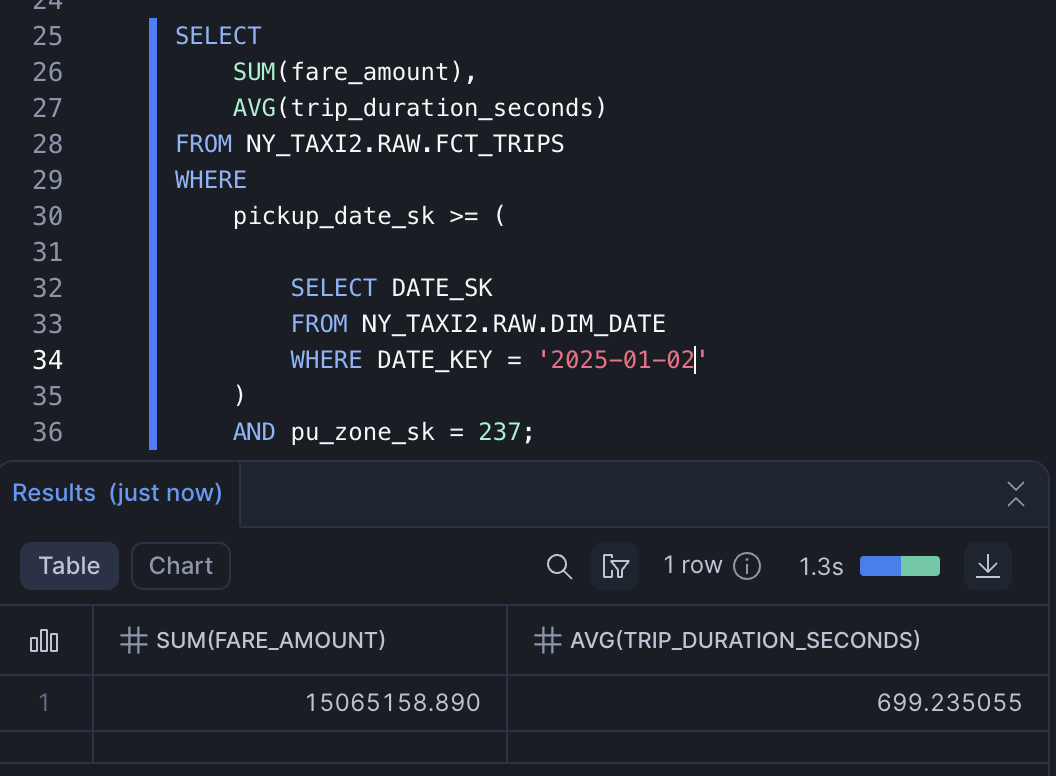 24
25 SELECT
26 SUM(fare_amount),
27 AVG(trip_duration_seconds)
28 FROM NY_TAXI2.RAW.FCT_TRIPS
29 WHERE
30 pickup_date_sk >= (
31
32 SELECT DATE_SK
33 FROM NY_TAXI2.RAW.DIM_DATE
34 WHERE DATE_KEY = '2025-01-02'
35 )
36 AND pu_zone_sk = 237;
Results (just now)
Table Chart 1 row 1.3s
SUM(FARE_AMOUNT) AVG(TRIP_DURATION_SECONDS)
1 15065158.890 699.235055